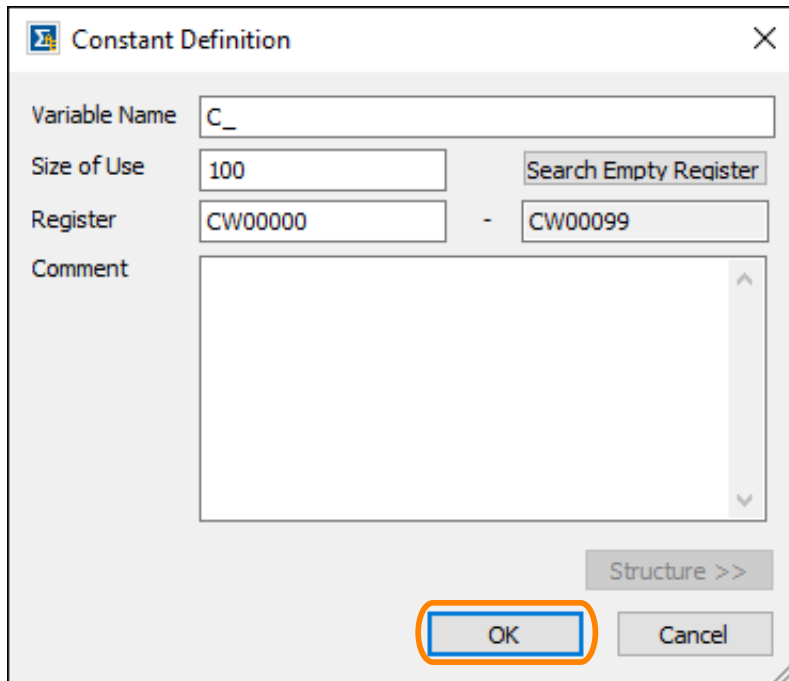 Constant Definition
Variable Name C_
Size of Use 100 Search Empty Register
Register CW00000 - CW00099
Comment
Structure >>
OK Cancel